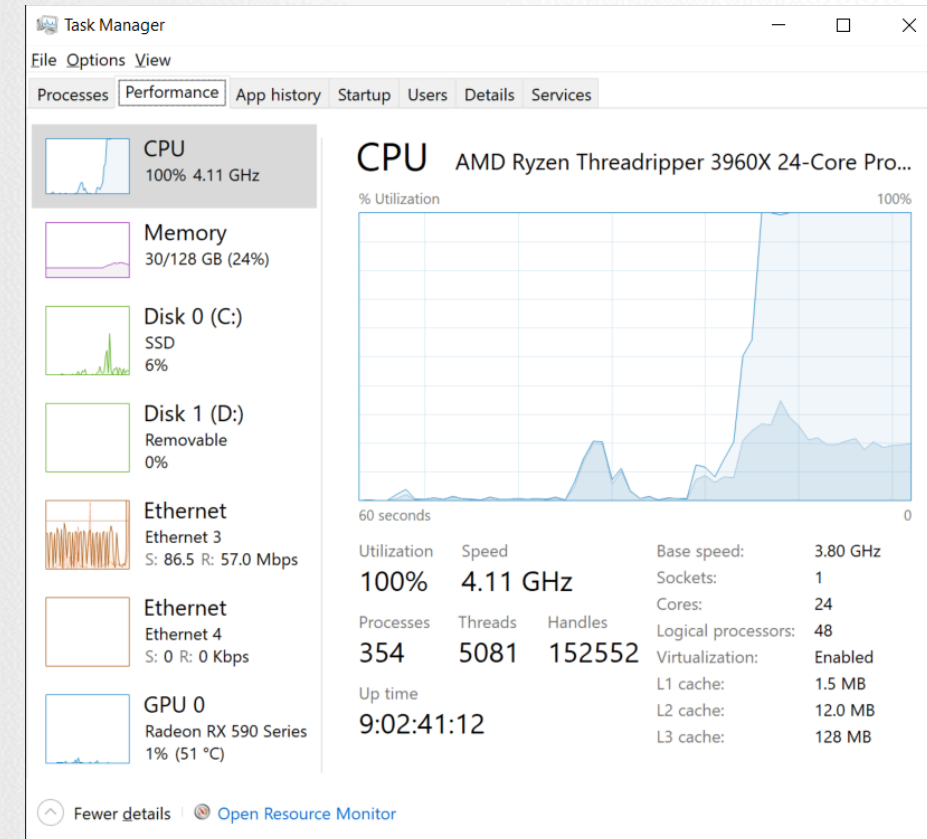 Task Manager
File Options View
Processes Performance App history Startup Users Details Services
CPU
100% 4.11 GHz
Memory
30/128 GB (24%)
Disk 0 (C:)
SSD
6%
Disk 1 (D:)
Removable
0%
Ethernet
Ethernet 3
S: 86.5 R: 57.0 Mbps
Ethernet
Ethernet 4
S: 0 R: 0 Kbps
GPU 0
Radeon RX 590 Series
1% (51 °C)
CPU AMD Ryzen Threadripper 3960X 24-Core Pro...
% Utilization 100%
60 seconds 0
Utilization Speed
100% 4.11 GHz
Processes Threads Handles
354 5081 152552
Up time
9:02:41:12
Base speed: 3.80 GHz
Sockets: 1
Cores: 24
Logical processors: 48
Virtualization: Enabled
L1 cache: 1.5 MB
L2 cache: 12.0 MB
L3 cache: 128 MB
Fewer details Open Resource Monitor